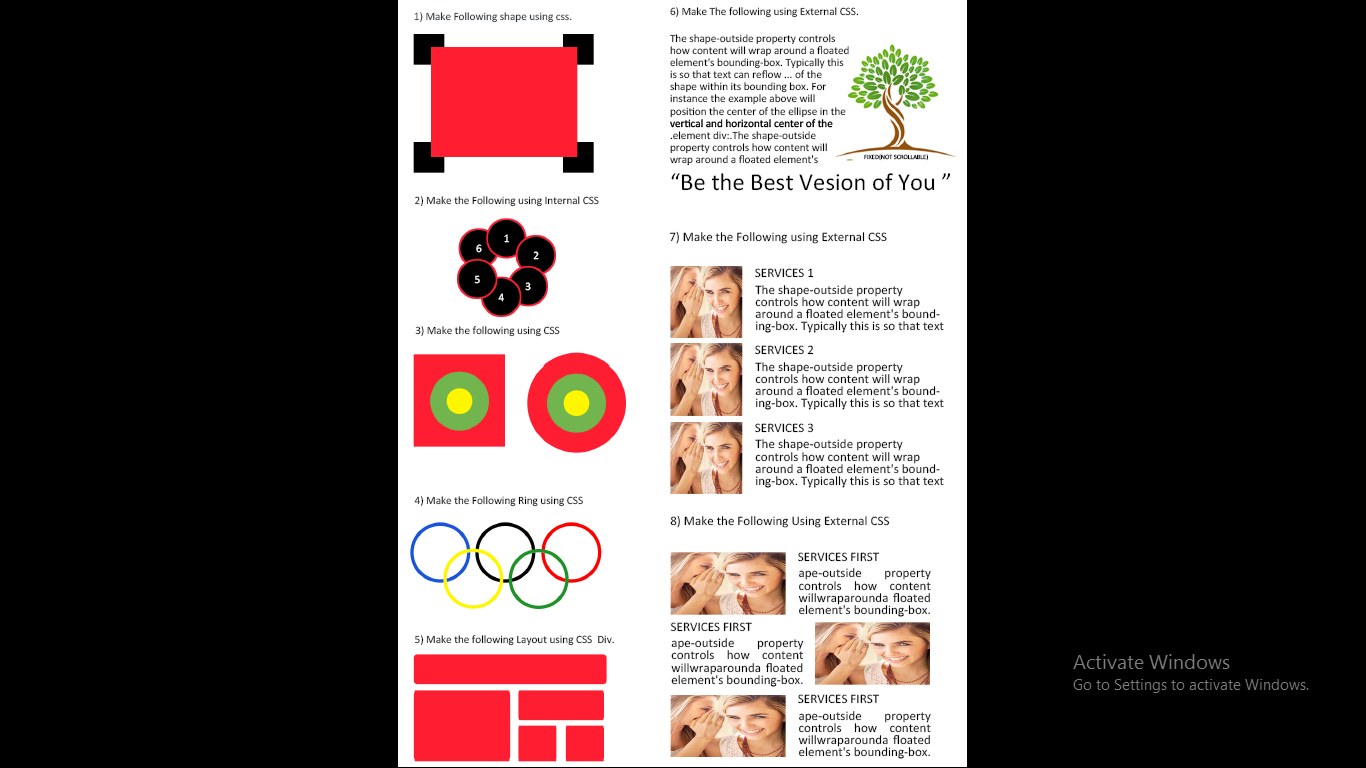 1) Make Following shape using css.
2) Make the Following using Internal CSS
1
2
3
4
5
6
3) Make the following using CSS
4) Make the Following Ring using CSS
5) Make the following Layout using CSS  Div.
6) Make The following using External CSS.
The shape-outside property controls
how content will wrap around a floated
element's bounding-box. Typically this
is so that text can reflow ... of the
shape within its bounding box. For
instance the example above will
position the center of the ellipse in the
vertical and horizontal center of the
.element div:.The shape-outside
property controls how content will
wrap around a floated element's
FIXED(NOT SCROLLABLE)
“Be the Best Vesion of You ”
7) Make the Following using External CSS
SERVICES 1
The shape-outside property
controls how content will wrap
around a floated element's bound-
ing-box. Typically this is so that text
SERVICES 2
The shape-outside property
controls how content will wrap
around a floated element's bound-
ing-box. Typically this is so that text
SERVICES 3
The shape-outside property
controls how content will wrap
around a floated element's bound-
ing-box. Typically this is so that text
8) Make the Following Using External CSS
SERVICES FIRST
ape-outside property
controls how content
willwraparounda floated
element's bounding-box.
SERVICES FIRST
ape-outside property
controls how content
willwraparounda floated
element's bounding-box.
SERVICES FIRST
ape-outside property
controls how content
willwraparounda floated
element's bounding-box.
Activate Windows
Go to Settings to activate Windows.